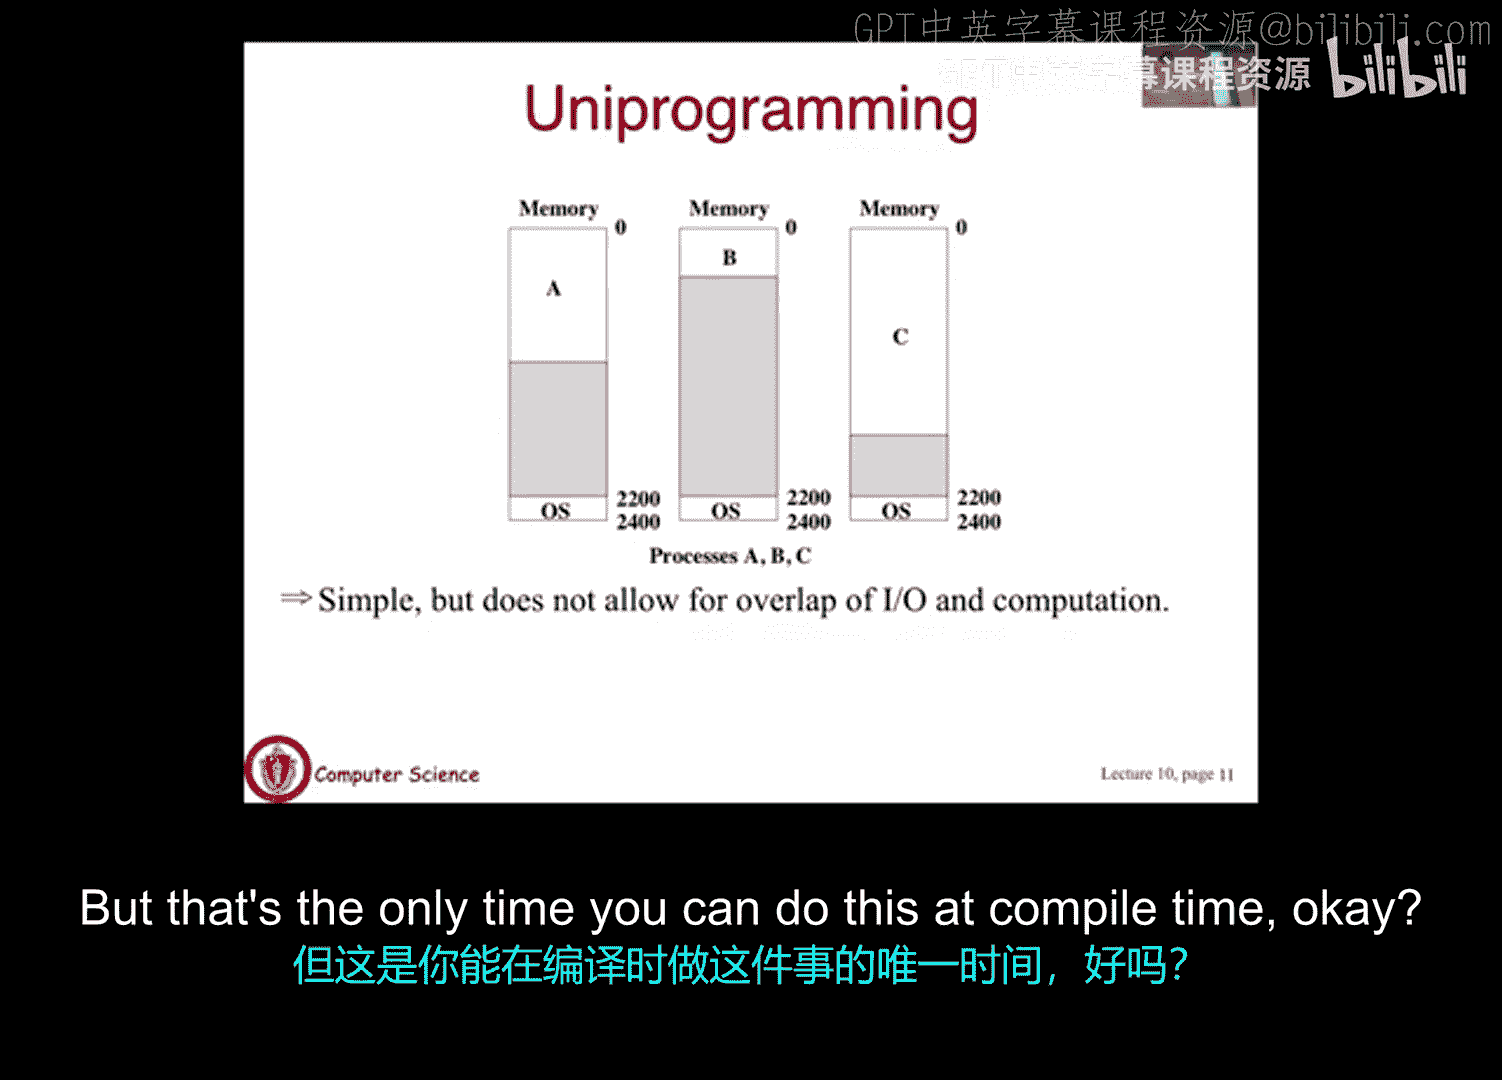 GPT中英字幕课程资源@bilibili.com
课程资源 bilibili
Uniprogramming
Memory Memory Memory
0 0 0
A B C
2200 2200 2200
OS OS OS
2400 2400 2400
Processes A, B, C
⇒ Simple, but does not allow for overlap of I/O and computation.
Computer Science
Lecture 10, page 11
But that's the only time you can do this at compile time, okay?
但这是你能在编译时做这件事的唯一时间，好吗？